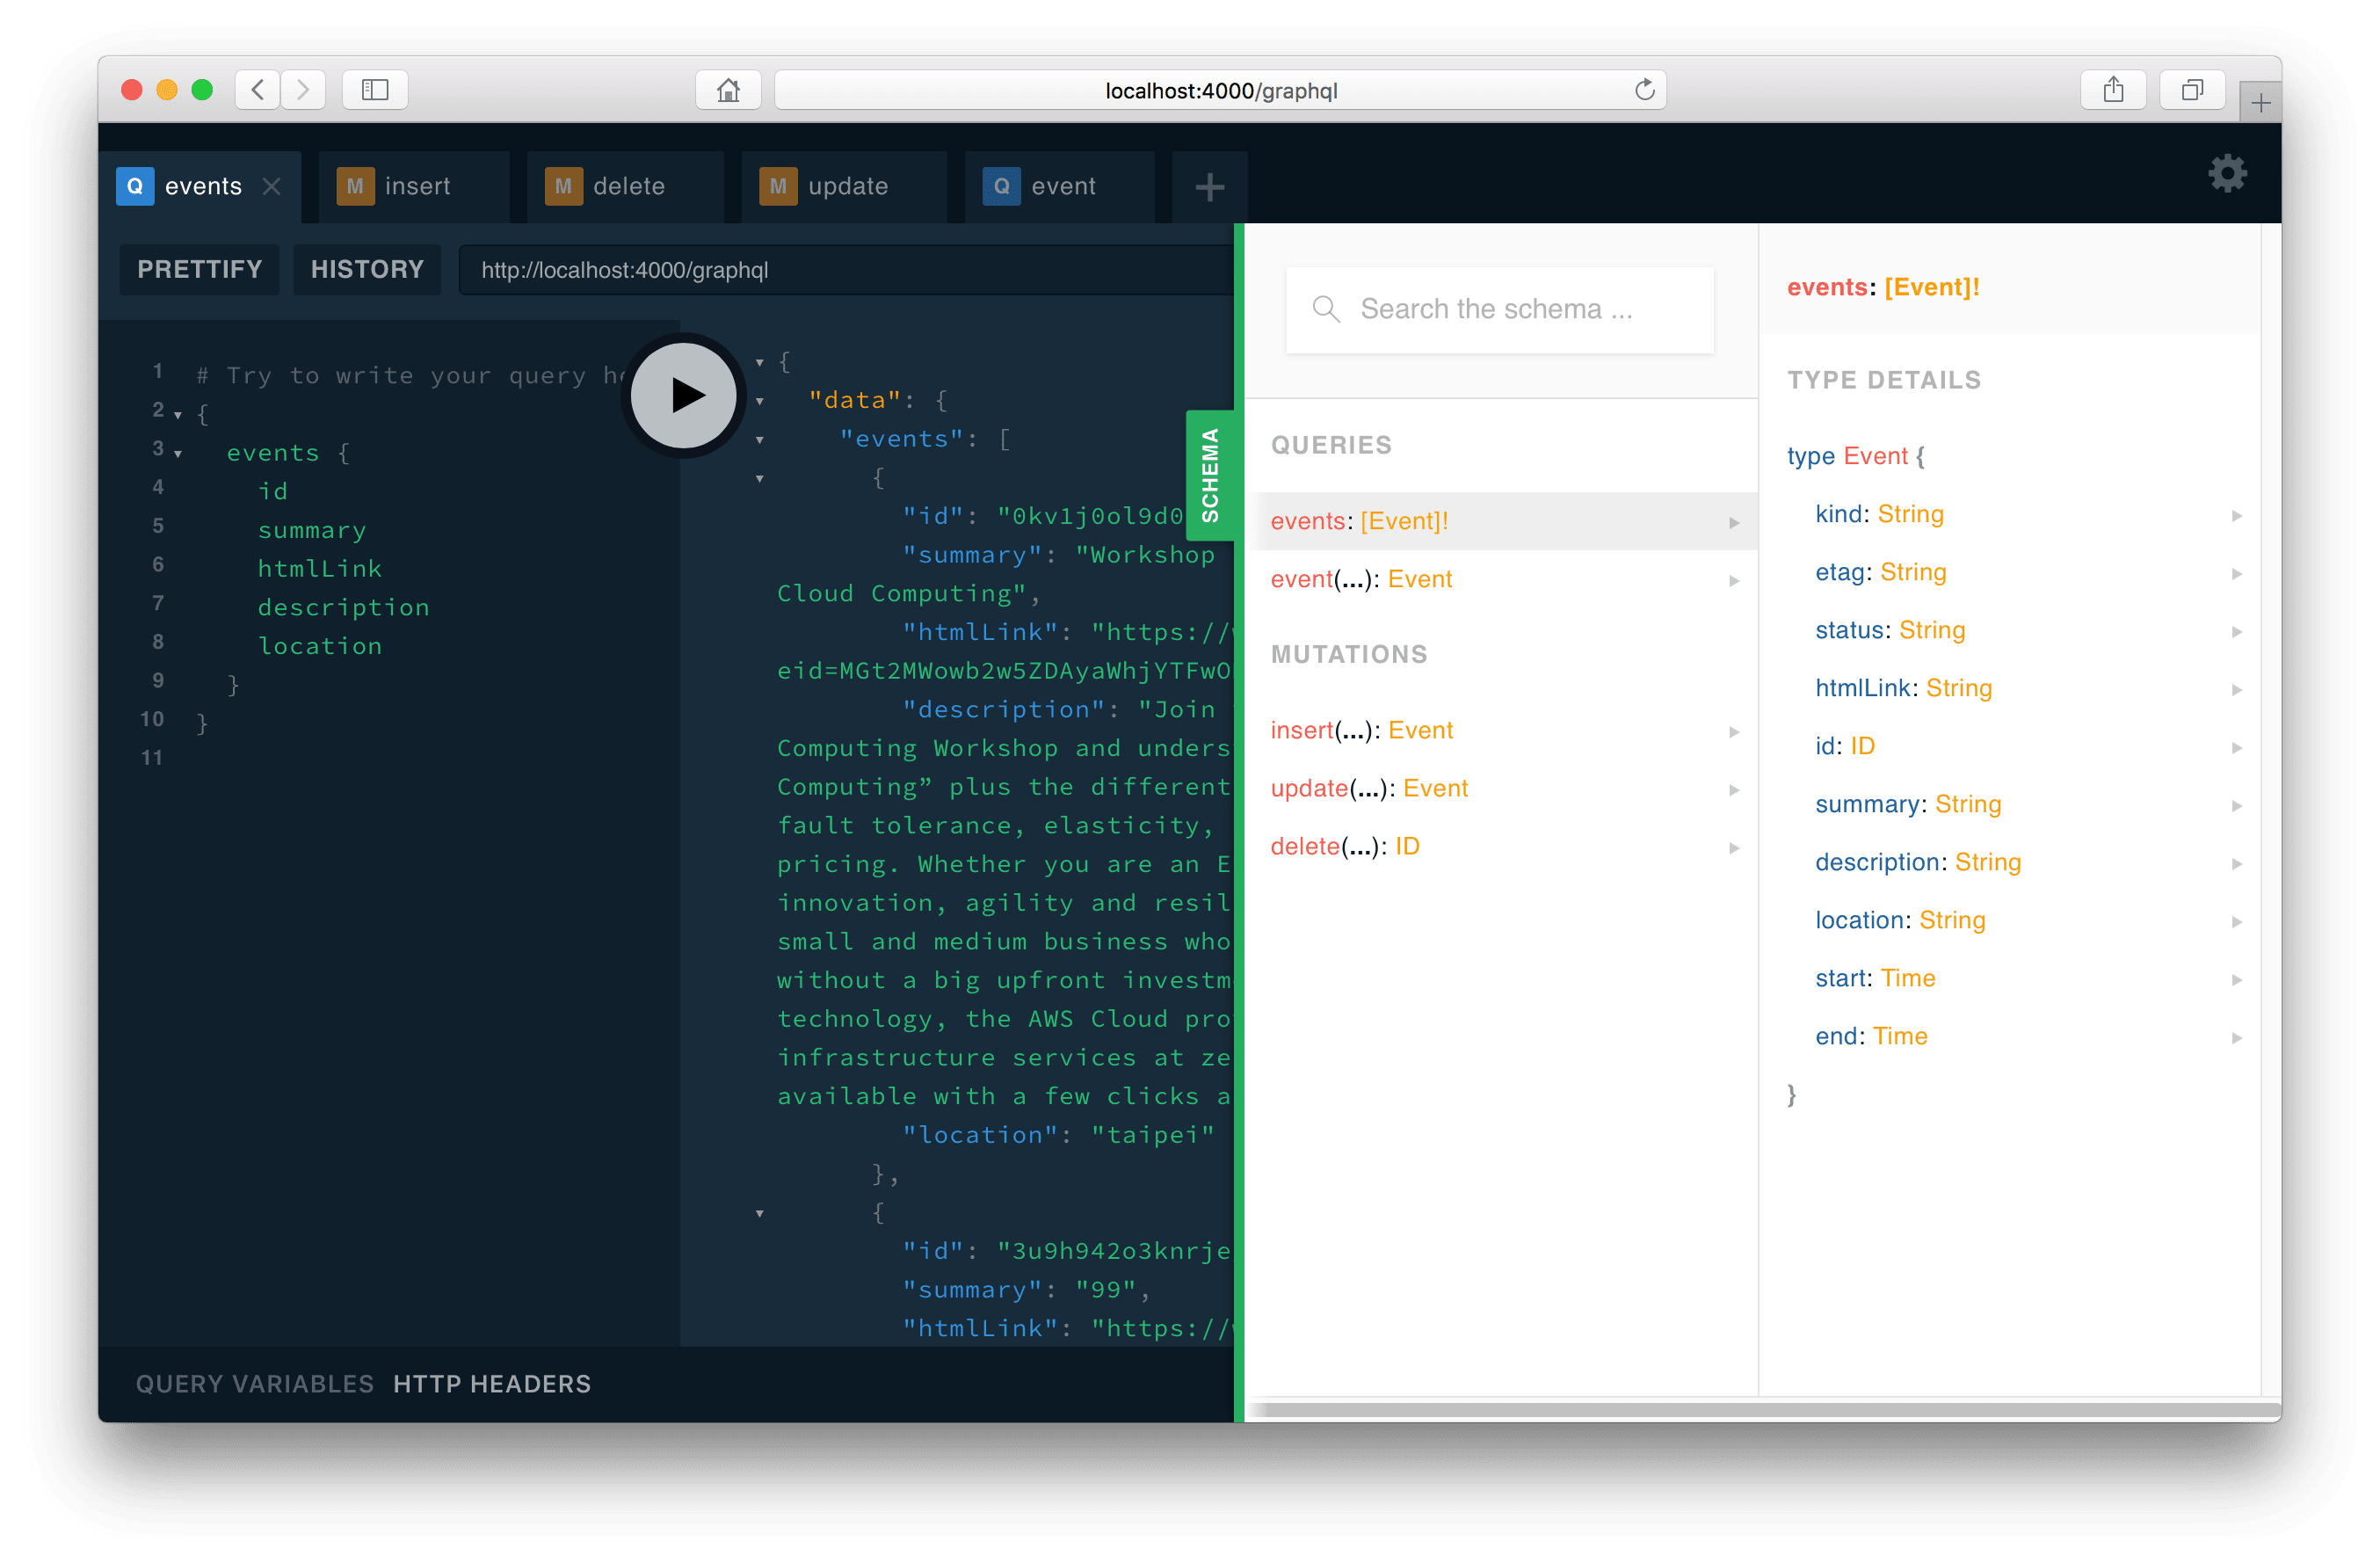 localhost:4000/graphql
Q events
M insert
M delete
M update
Q event
PRETTIFY
HISTORY
http://localhost:4000/graphql
1 # Try to write your query
2 {
3 events {
4 id
5 summary
6 htmlLink
7 description
8 location
9 }
10 }
11
{
"data": {
"events": [
{
"id": "0kv1j0ol9d0
"summary": "Workshop
Cloud Computing",
"htmlLink": "https://
eid=MGt2MWowb2w5ZDAyaWhjYTFwO
"description": "Join
Computing Workshop and unders
Computing” plus the different
fault tolerance, elasticity,
pricing. Whether you are an E
innovation, agility and resil
small and medium business who
without a big upfront investm
technology, the AWS Cloud pro
infrastructure services at ze
available with a few clicks a
"location": "taipei"
},
{
"id": "3u9h942o3knrje
"summary": "99",
"htmlLink": "https://
QUERY VARIABLES
HTTP HEADERS
SCHEMA
Search the schema ...
QUERIES
events: [Event]!
event(...): Event
MUTATIONS
insert(...): Event
update(...): Event
delete(...): ID
events: [Event]!
TYPE DETAILS
type Event {
kind: String
etag: String
status: String
htmlLink: String
id: ID
summary: String
description: String
location: String
start: Time
end: Time
}